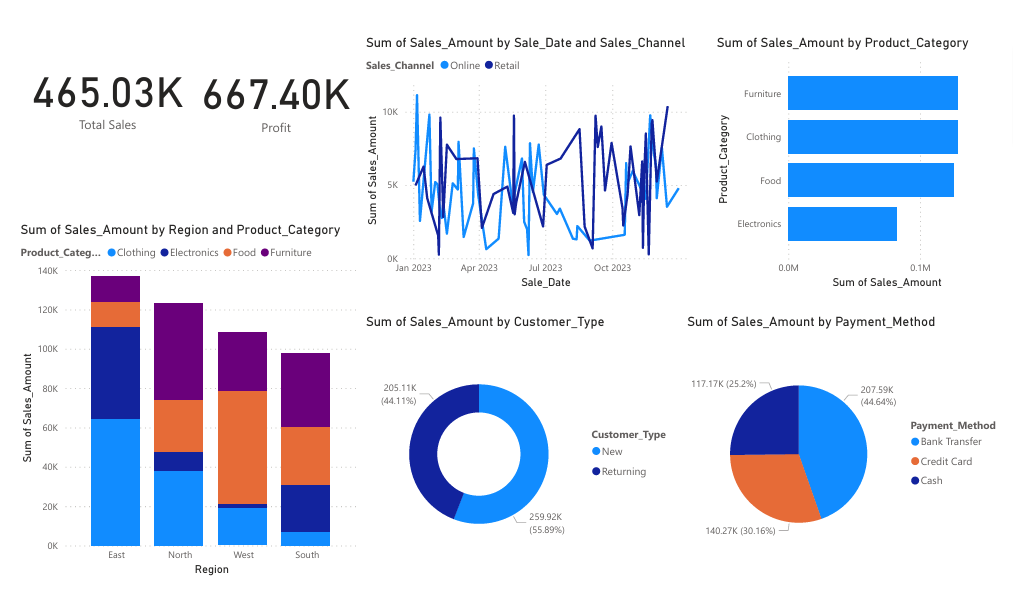 465.03K
Total Sales
667.40K
Profit
Sum of Sales_Amount by Sale_Date and Sales_Channel
Sales_Channel Online Retail
Sales_Amount
Sum of Sales_Amount
10K
5K
0K
Jan 2023 Apr 2023 Jul 2023 Oct 2023
Sale_Date
Sum of Sales_Amount by Product_Category
Product_Category
Furniture
Clothing
Food
Electronics
0.0M 0.1M
Sum of Sales_Amount
Sum of Sales_Amount by Region and Product_Category
Product_Categ... Clothing Electronics Food Furniture
Sum of Sales_Amount
140K
120K
100K
80K
60K
40K
20K
0K
East North West South
Region
Sum of Sales_Amount by Customer_Type
205.11K
(44.11%)
259.92K
(55.89%)
Customer_Type
New
Returning
Sum of Sales_Amount by Payment_Method
117.17K (25.2%)
207.59K
(44.64%)
140.27K (30.16%)
Payment_Method
Bank Transfer
Credit Card
Cash